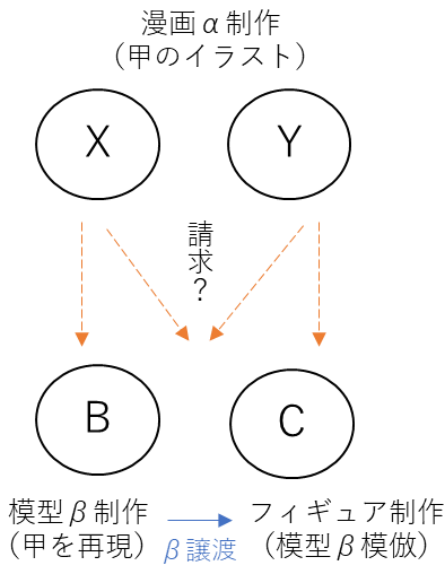 漫画α制作
(甲のイラスト)
X
Y
請求？
B
C
模型β制作
(甲を再現)
β譲渡
フィギュア制作
(模型β模倣)